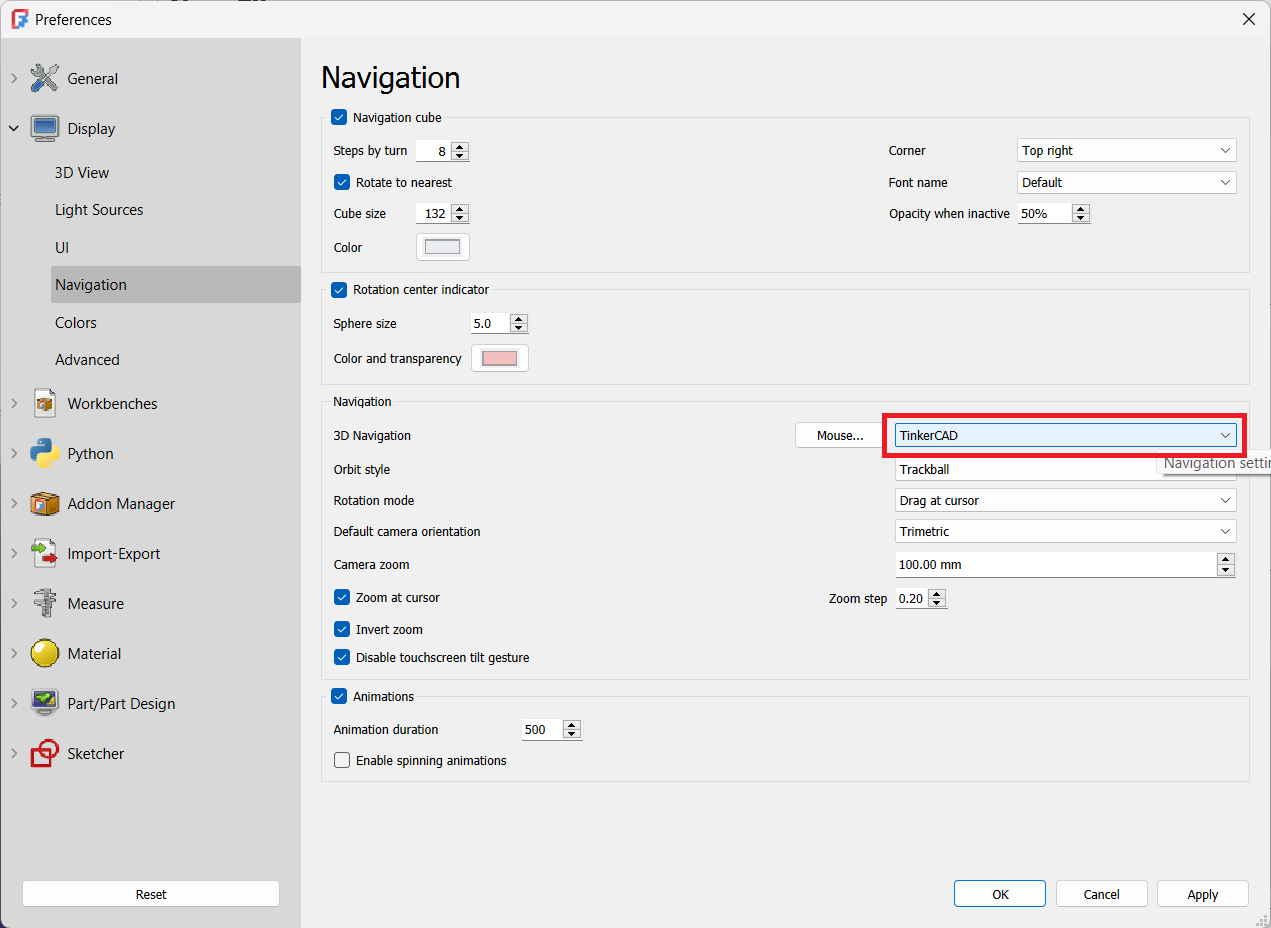 Preferences
General
Display
3D View
Light Sources
UI
Navigation
Colors
Advanced
Workbenches
Python
Addon Manager
Import-Export
Measure
Material
Part/Part Design
Sketcher
Reset
Navigation
Navigation cube
Steps by turn 8 Corner Top right
Rotate to nearest Font name Default
Cube size 132 Opacity when inactive 50%
Color
Rotation center indicator
Sphere size 5.0
Color and transparency
Navigation
3D Navigation Mouse... TinkerCAD
Navigation settin
Orbit style Trackball
Rotation mode Drag at cursor
Default camera orientation Trimetric
Camera zoom 100.00 mm
Zoom at cursor Zoom step 0.20
Invert zoom
Disable touchscreen tilt gesture
Animations
Animation duration 500
Enable spinning animations
OK Cancel Apply